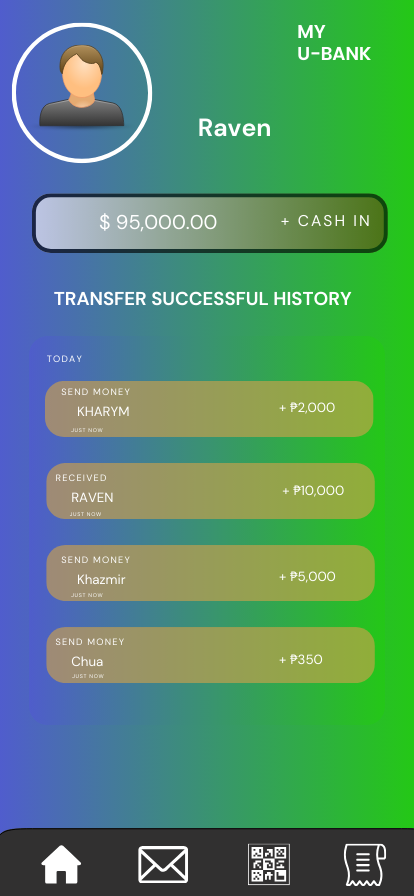 MY
U-BANK
Raven
$ 95,000.00
+ CASH IN
TRANSFER SUCCESSFUL HISTORY
TODAY
SEND MONEY
KHARYM
+ ₱2,000
JUST NOW
RECEIVED
RAVEN
+ ₱10,000
JUST NOW
SEND MONEY
Khazmir
+ ₱5,000
JUST NOW
SEND MONEY
Chua
+ ₱350
JUST NOW